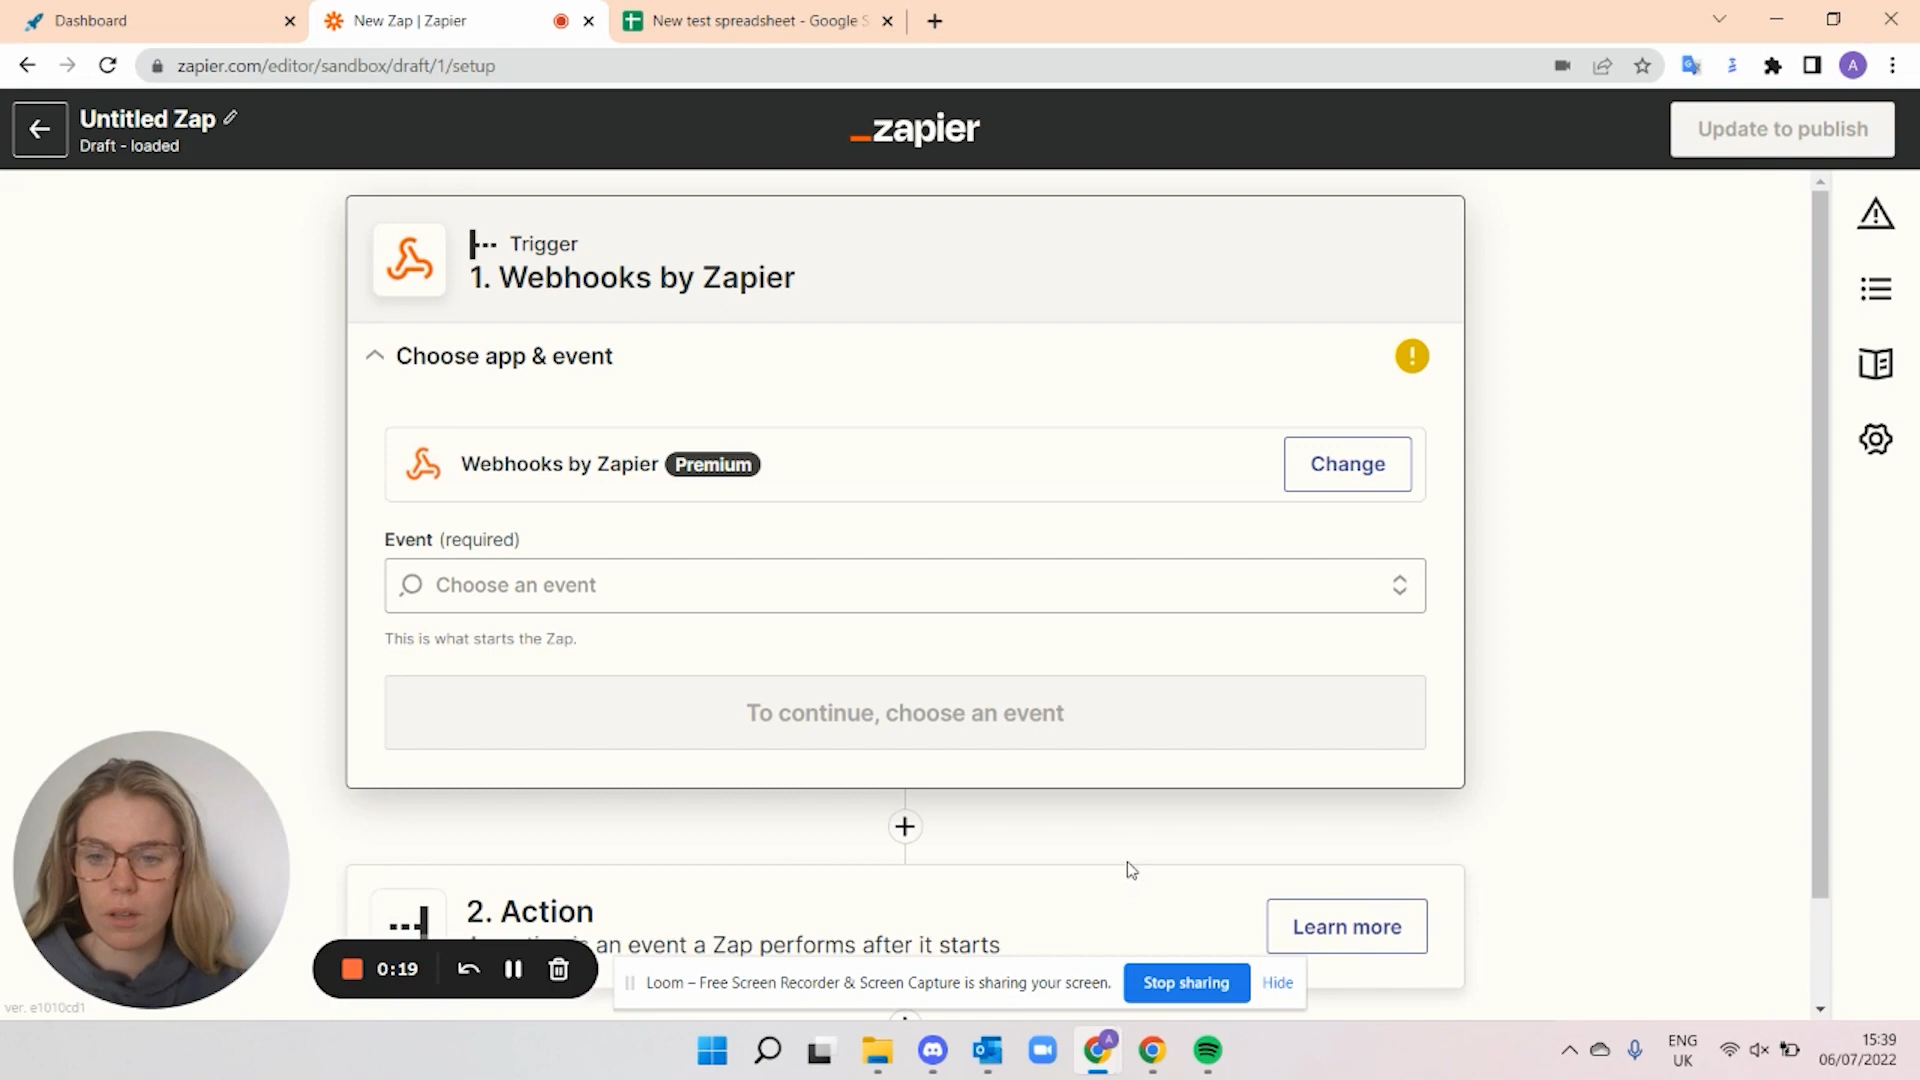 Dashboard
New Zap | Zapier
New test spreadsheet - Google S
zapier.com/editor/sandbox/draft/1/setup
A
Untitled Zap
Draft - loaded
zapier
Update to publish
Trigger
1. Webhooks by Zapier
Choose app & event
!
Webhooks by Zapier Premium
Change
Event (required)
Choose an event
This is what starts the Zap.
To continue, choose an event
2. Action
an event a Zap performs after it starts
Learn more
0:19
Loom – Free Screen Recorder & Screen Capture is sharing your screen.
Stop sharing
Hide
ver. e1010cd1
A
ENG
UK
15:39
06/07/2022